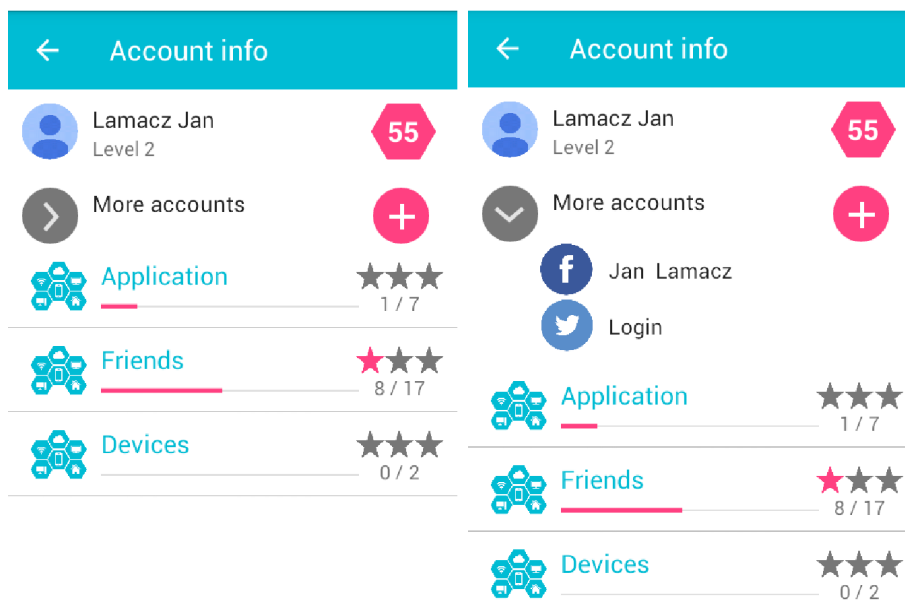 Account info
Lamacz Jan
55
Level 2
More accounts
Application
1 / 7
Friends
8 / 17
Devices
0 / 2
Account info
Lamacz Jan
55
Level 2
More accounts
Jan Lamacz
Login
Application
1 / 7
Friends
8 / 17
Devices
0 / 2